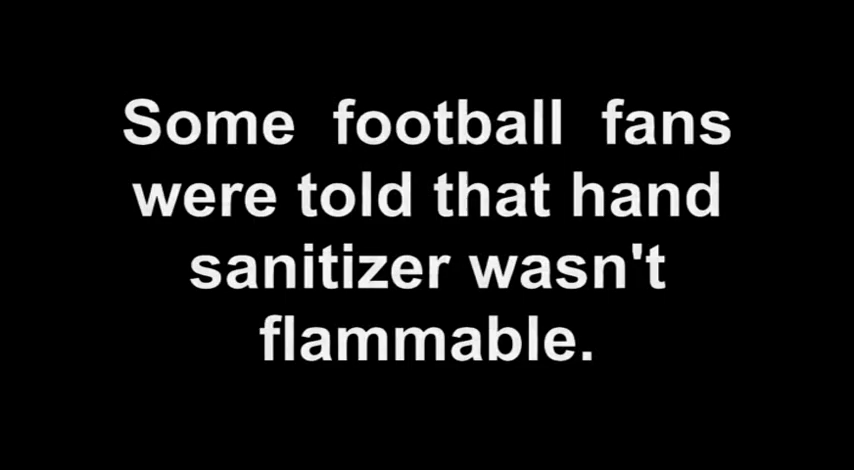 Some football fans
were told that hand
sanitizer wasn't
flammable.